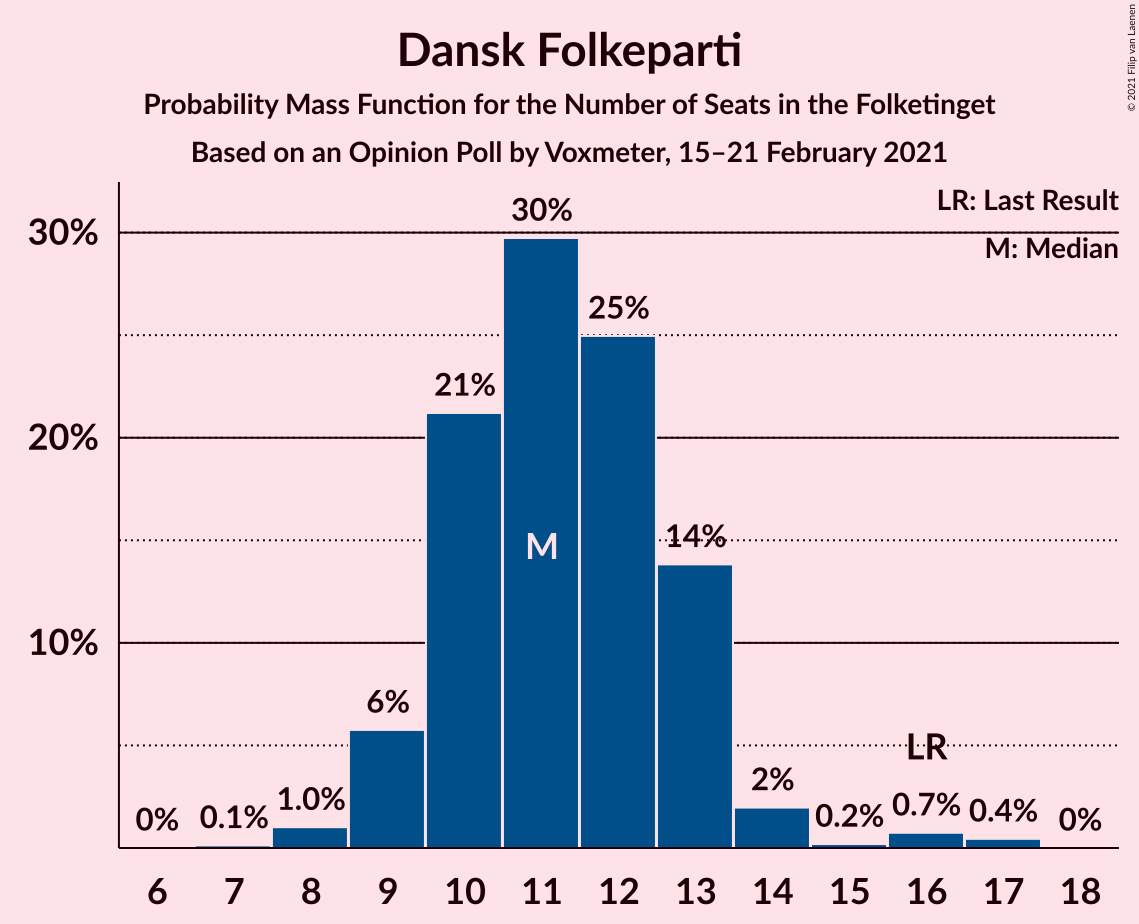 Dansk Folkeparti
Probability Mass Function for the Number of Seats in the Folketinget
Based on an Opinion Poll by Voxmeter, 15–21 February 2021
© 2021 Filip van Laenen
LR: Last Result
M: Median
30%
20%
10%
0%
0.1%
1.0%
6%
21%
30%
25%
14%
2%
0.2%
0.7%
0.4%
0%
M
LR
6 7 8 9 10 11 12 13 14 15 16 17 18